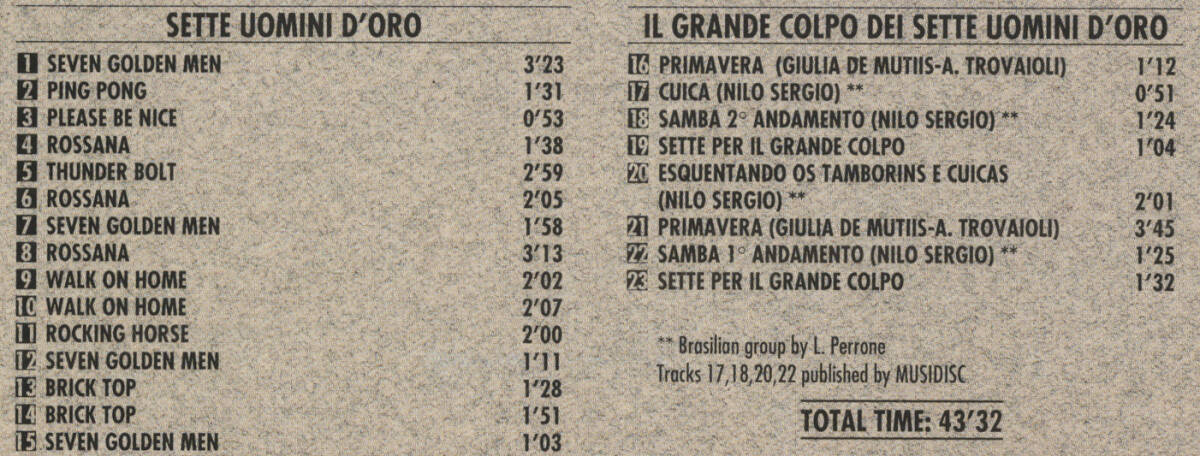 SETTE UOMINI D'ORO
1 SEVEN GOLDEN MEN 3'23
2 PING PONG 1'31
3 PLEASE BE NICE 0'53
4 ROSSANA 1'38
5 THUNDER BOLT 2'59
6 ROSSANA 2'05
7 SEVEN GOLDEN MEN 1'58
8 ROSSANA 3'13
9 WALK ON HOME 2'02
10 WALK ON HOME 2'07
11 ROCKING HORSE 2'00
12 SEVEN GOLDEN MEN 1'11
13 BRICK TOP 1'28
14 BRICK TOP 1'51
15 SEVEN GOLDEN MEN 1'03
IL GRANDE COLPO DEI SETTE UOMINI D'ORO
16 PRIMAVERA (GIULIA DE MUTIIS-A. TROVAIOLI) 1'12
17 CUICA (NILO SERGIO) ** 0'51
18 SAMBA 2° ANDAMENTO (NILO SERGIO) ** 1'24
19 SETTE PER IL GRANDE COLPO 1'04
20 ESQUENTANDO OS TAMBORINS E CUICAS
(NILO SERGIO) ** 2'01
21 PRIMAVERA (GIULIA DE MUTIIS-A. TROVAIOLI) 3'45
22 SAMBA 1° ANDAMENTO (NILO SERGIO) ** 1'25
23 SETTE PER IL GRANDE COLPO 1'32
** Brasilian group by L. Perrone
Tracks 17,18,20,22 published by MUSIDISC
TOTAL TIME: 43'32